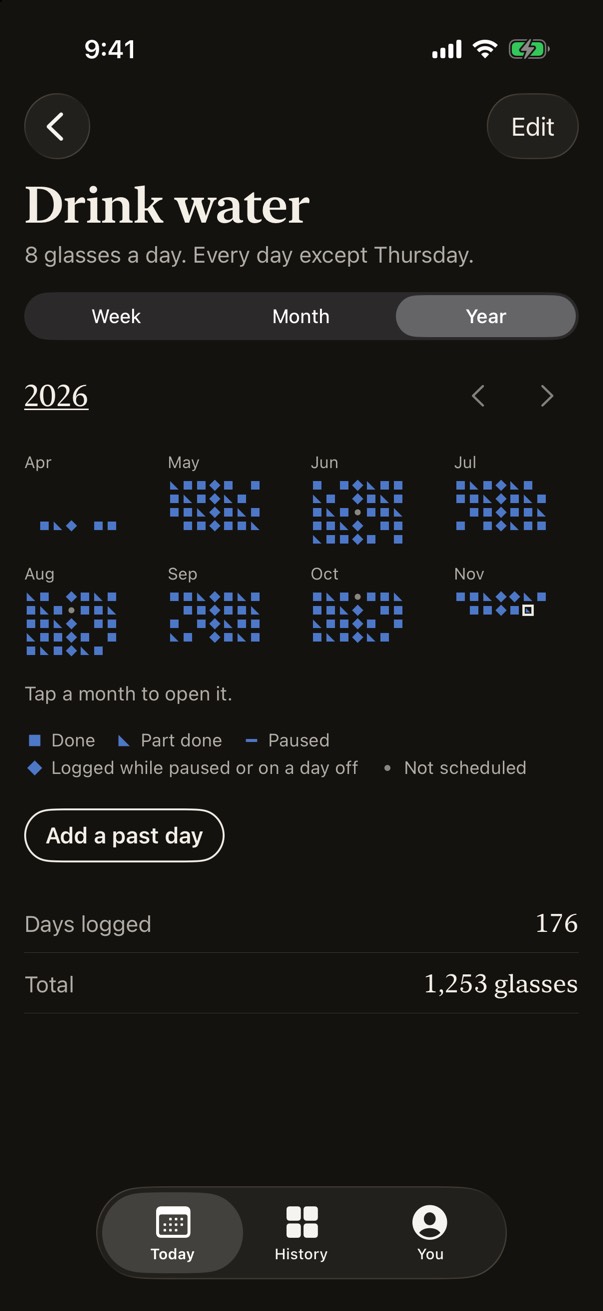 9:41
Edit
Drink water
8 glasses a day. Every day except Thursday.
Week Month Year
2026
Apr May Jun Jul
Aug Sep Oct Nov
Tap a month to open it.
Done Part done Paused
Logged while paused or on a day off Not scheduled
Add a past day
Days logged 176
Total 1,253 glasses
Today History You